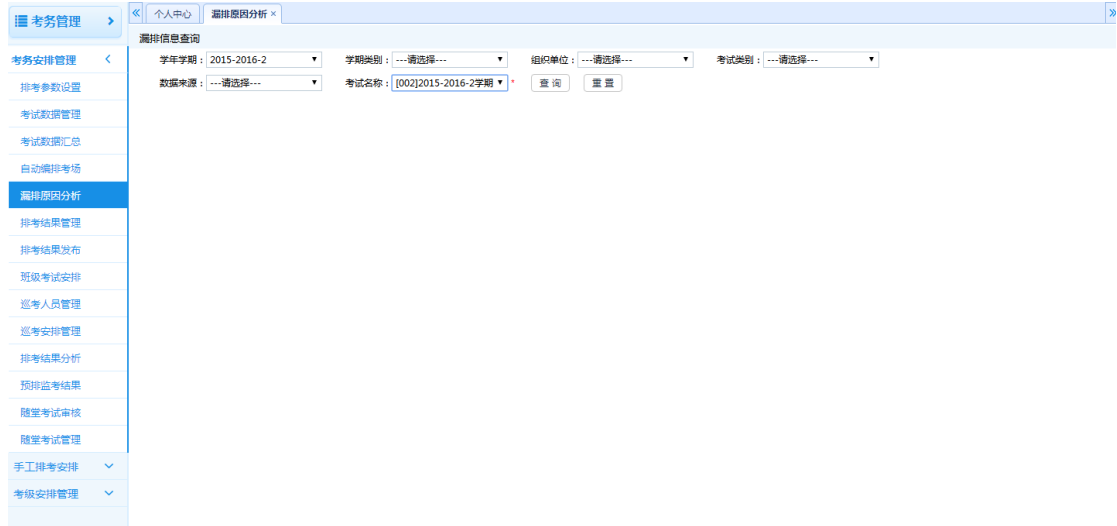 考务管理
个人中心 漏排原因分析 ×
漏排信息查询
学年学期： 2015-2016-2 学期类别： ---请选择--- 组织单位： ---请选择--- 考试类别： ---请选择---
数据来源： ---请选择--- 考试名称： [002]2015-2016-2学期 * 查 询 重 置
考务安排管理
排考参数设置
考试数据管理
考试数据汇总
自动编排考场
漏排原因分析
排考结果管理
排考结果发布
班级考试安排
巡考人员管理
巡考安排管理
排考结果分析
预排监考结果
随堂考试审核
随堂考试管理
手工排考安排
考级安排管理